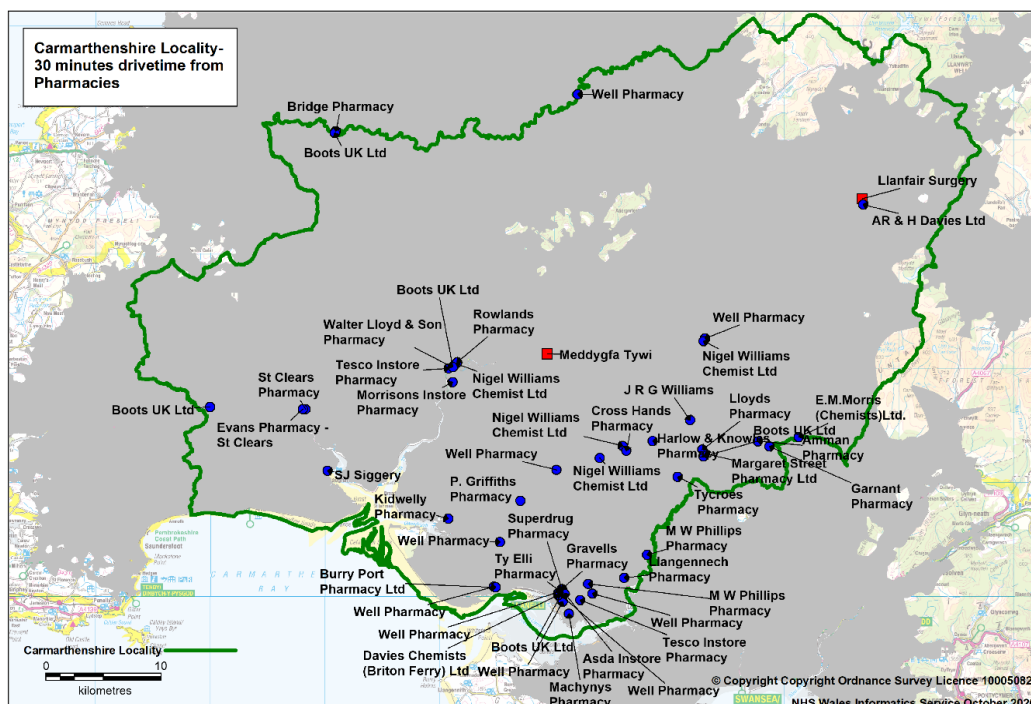 Carmarthenshire Locality-
30 minutes drivetime from
Pharmacies
Well Pharmacy
Bridge Pharmacy
Boots UK Ltd
Llanfair Surgery
AR & H Davies Ltd
Boots UK Ltd
Rowlands
Pharmacy
Walter Lloyd & Son
Pharmacy
Well Pharmacy
Meddygfa Tywi
Nigel Williams
Chemist Ltd
Tesco Instore
Pharmacy
Nigel Williams
Chemist Ltd
Morrisons Instore
Pharmacy
St Clears
Pharmacy
Boots UK Ltd
Evans Pharmacy -
St Clears
J R G Williams
Lloyds
Pharmacy
E.M.Morris
(Chemists)Ltd.
Nigel Williams
Chemist Ltd
Cross Hands
Pharmacy
Boots UK Ltd
Harlow & Knowles
Pharmacy
Amman
Pharmacy
Well Pharmacy
Nigel Williams
Chemist Ltd
Margaret Street
Pharmacy Ltd
SJ Siggery
P. Griffiths
Pharmacy
Tycroes
Pharmacy
Garnant
Pharmacy
Kidwelly
Pharmacy
Superdrug
Pharmacy
M W Phillips
Pharmacy
Well Pharmacy
Gravells
Pharmacy
Ty Elli
Pharmacy
Llangennech
Pharmacy
Burry Port
Pharmacy Ltd
M W Phillips
Pharmacy
Well Pharmacy
Well Pharmacy
Well Pharmacy
Tesco Instore
Pharmacy
Boots UK Ltd
Davies Chemists
(Briton Ferry) Ltd
Well Pharmacy
Asda Instore
Pharmacy
Machynys
Pharmacy
Well Pharmacy
CARMARTHEN
BAY
Carmarthenshire Locality
0 10
kilometres
© Copyright Copyright Ordnance Survey Licence 10005082
SWANSEA/
NHS Wales Informatics Service October 202